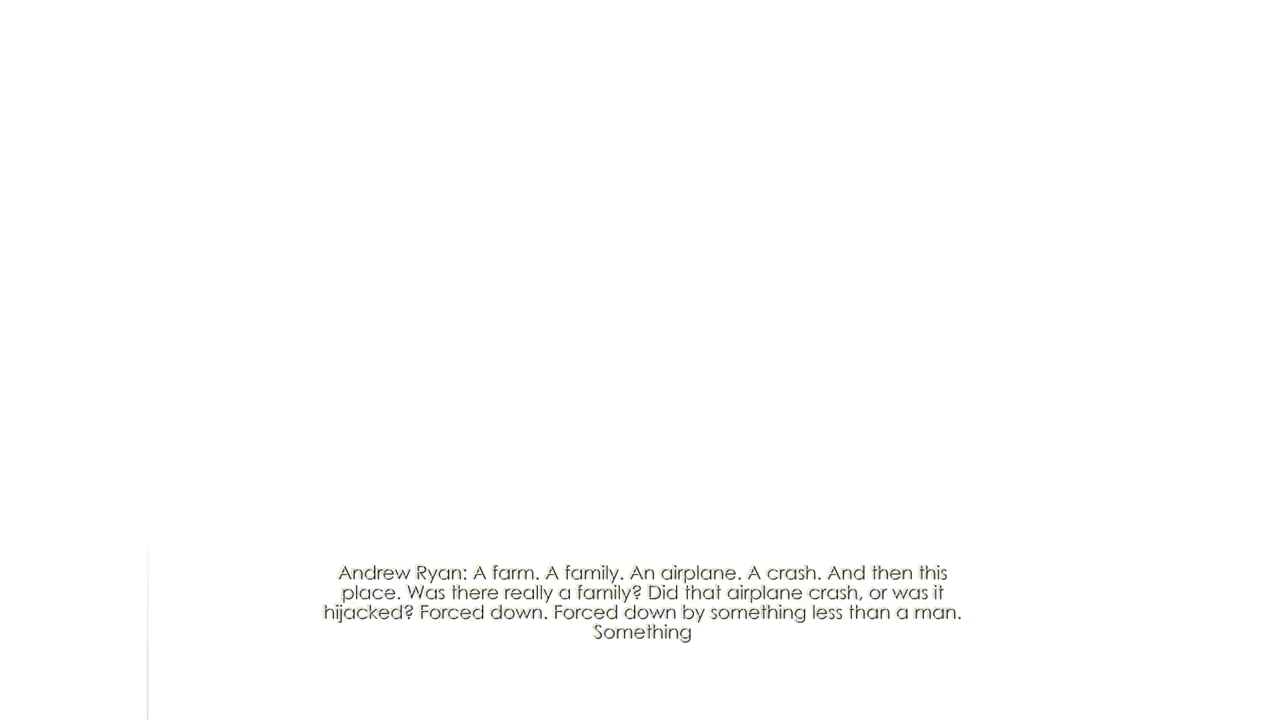 Andrew Ryan: A farm. A family. An airplane. A crash. And then this
place. Was there really a family? Did that airplane crash, or was it
hijacked? Forced down. Forced down by something less than a man.
Something